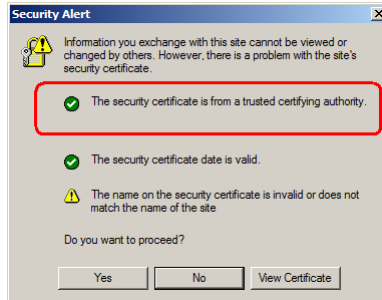 Security Alert
Information you exchange with this site cannot be viewed or
changed by others. However, there is a problem with the site's
security certificate.
The security certificate is from a trusted certifying authority.
The security certificate date is valid.
The name on the security certificate is invalid or does not
match the name of the site
Do you want to proceed?
Yes No View Certificate